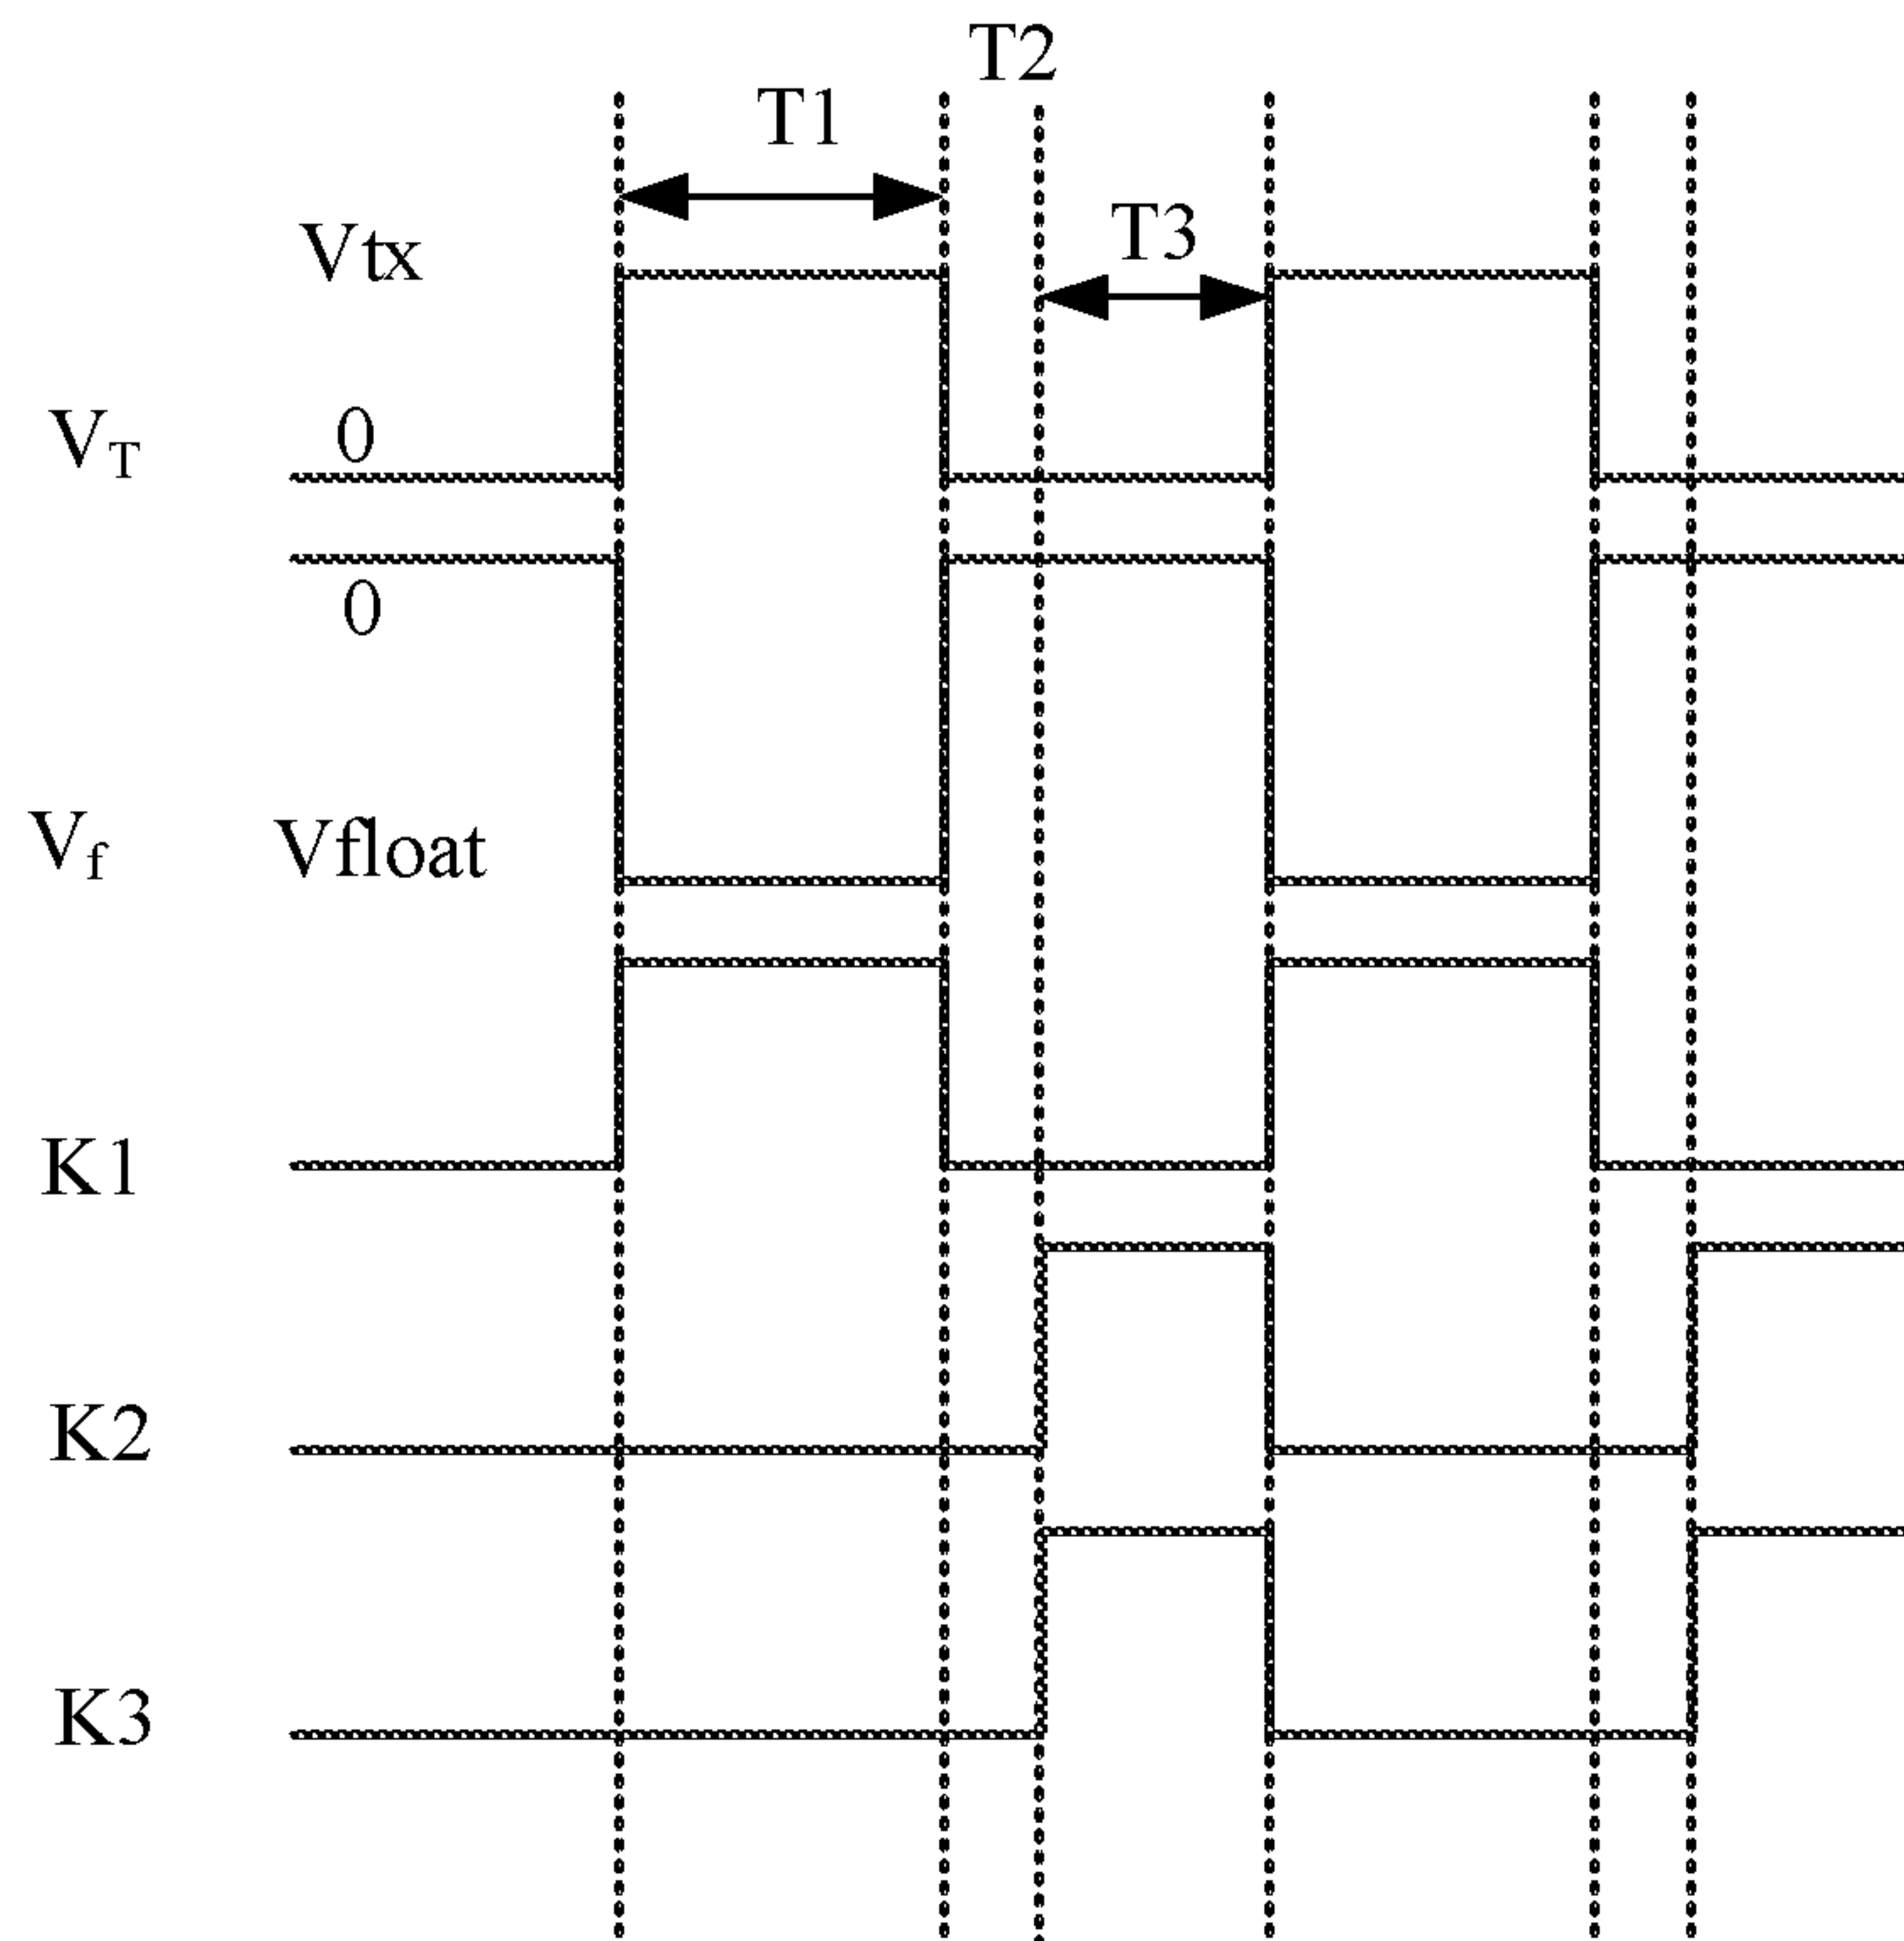 T2
T1
T3
Vtx
V_T 0
0
V_f Vfloat
K1
K2
K3